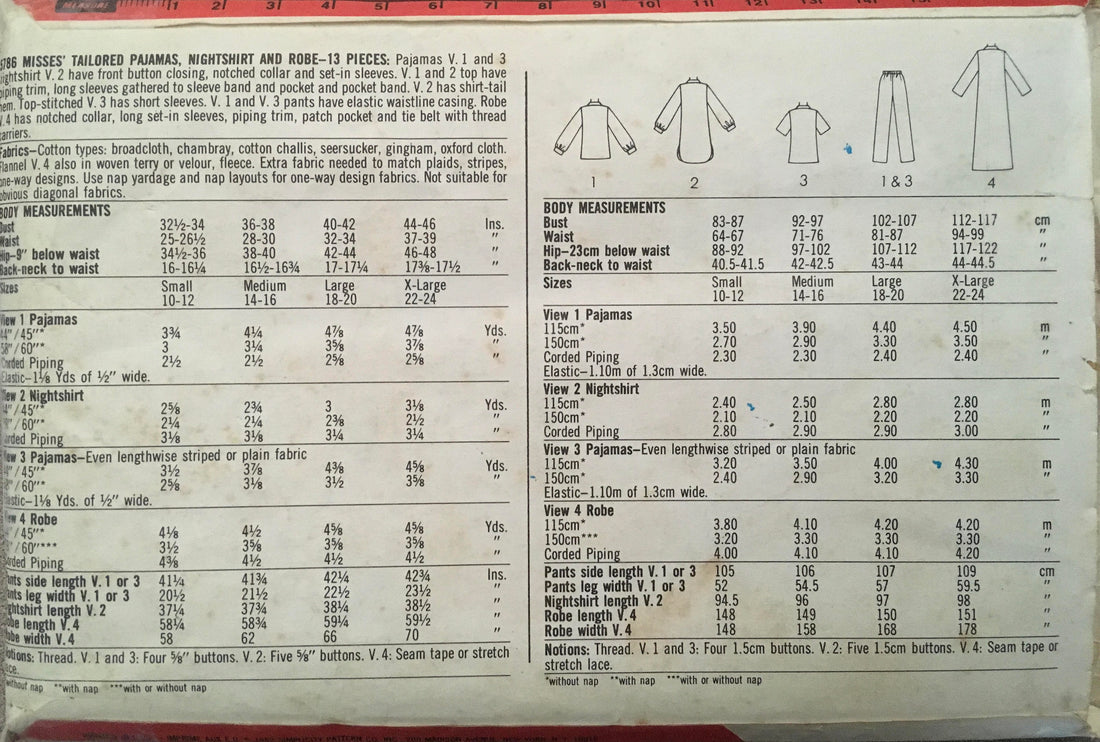 MEASURE 1 2 3 4 5 6 7 8 9 10 11 12 13
MISSES' TAILORED PAJAMAS, NIGHTSHIRT AND ROBE–13 PIECES: Pajamas V. 1 and 3
nightshirt V. 2 have front button closing, notched collar and set-in sleeves. V. 1 and 2 top have
piping trim, long sleeves gathered to sleeve band and pocket and pocket band. V. 2 has shirt-tail
hem. Top-stitched V. 3 has short sleeves. V. 1 and V. 3 pants have elastic waistline casing. Robe
V.4 has notched collar, long set-in sleeves, piping trim, patch pocket and tie belt with thread
carriers.
Fabrics–Cotton types: broadcloth, chambray, cotton challis, seersucker, gingham, oxford cloth.
Flannel V. 4 also in woven terry or velour, fleece. Extra fabric needed to match plaids, stripes,
one-way designs. Use nap yardage and nap layouts for one-way design fabrics. Not suitable for
obvious diagonal fabrics.
BODY MEASUREMENTS
Bust 32½-34 36-38 40-42 44-46 Ins.
Waist 25-26½ 28-30 32-34 37-39 "
Hip–9" below waist 34½-36 38-40 42-44 46-48 "
Back-neck to waist 16-16¼ 16½-16¾ 17-17¼ 17⅜-17½ "
Sizes Small Medium Large X-Large
10-12 14-16 18-20 22-24
View 1 Pajamas
44"/45"* 3¾ 4¼ 4⅞ 4⅞ Yds.
58"/60"* 3 3¼ 3⅝ 3⅞ "
Corded Piping 2½ 2½ 2⅝ 2⅝ "
Elastic–1⅛ Yds of ½" wide.
View 2 Nightshirt
"/45"* 2⅝ 2¾ 3 3⅛ Yds.
"/60"* 2¼ 2¼ 2⅜ 2½ "
Corded Piping 3⅛ 3⅛ 3¼ 3¼ "
View 3 Pajamas–Even lengthwise striped or plain fabric
"/45"* 3½ 3⅞ 4⅜ 4⅝ Yds.
"/60"* 2⅝ 3⅛ 3½ 3⅝ "
Elastic–1⅛ Yds. of ½" wide.
View 4 Robe
"/45"* 4⅛ 4½ 4⅝ 4⅝ Yds.
"/60"*** 3½ 3⅝ 3⅝ 3⅝ "
Corded Piping 4⅜ 4½ 4½ 4½ "
Pants side length V. 1 or 3 41¼ 41¾ 42¼ 42¾ Ins.
Pants leg width V. 1 or 3 20½ 21½ 22½ 23½ "
Nightshirt length V. 2 37¼ 37¾ 38¼ 38½ "
Robe length V.4 58¼ 58¾ 59¼ 59½ "
Robe width V.4 58 62 66 70 "
Notions: Thread. V. 1 and 3: Four ⅝" buttons. V. 2: Five ⅝" buttons. V. 4: Seam tape or stretch
lace.
*without nap **with nap ***with or without nap
1 2 3 1 & 3 4
BODY MEASUREMENTS
Bust 83-87 92-97 102-107 112-117 cm
Waist 64-67 71-76 81-87 94-99 "
Hip–23cm below waist 88-92 97-102 107-112 117-122 "
Back-neck to waist 40.5-41.5 42-42.5 43-44 44-44.5 "
Sizes Small Medium Large X-Large
10-12 14-16 18-20 22-24
View 1 Pajamas
115cm* 3.50 3.90 4.40 4.50 m
150cm* 2.70 2.90 3.30 3.50 "
Corded Piping 2.30 2.30 2.40 2.40 "
Elastic–1.10m of 1.3cm wide.
View 2 Nightshirt
115cm* 2.40 2.50 2.80 2.80 m
150cm* 2.10 2.10 2.20 2.20 "
Corded Piping 2.80 2.90 2.90 3.00 "
View 3 Pajamas–Even lengthwise striped or plain fabric
115cm* 3.20 3.50 4.00 4.30 m
150cm* 2.40 2.90 3.20 3.30 "
Elastic–1.10m of 1.3cm wide.
View 4 Robe
115cm* 3.80 4.10 4.20 4.20 m
150cm*** 3.20 3.30 3.30 3.30 "
Corded Piping 4.00 4.10 4.10 4.20 "
Pants side length V. 1 or 3 105 106 107 109 cm
Pants leg width V. 1 or 3 52 54.5 57 59.5 "
Nightshirt length V. 2 94.5 96 97 98 "
Robe length V.4 148 149 150 151 "
Robe width V.4 148 158 168 178 "
Notions: Thread. V. 1 and 3: Four 1.5cm buttons. V. 2: Five 1.5cm buttons. V. 4: Seam tape or
stretch lace.
*without nap **with nap ***with or without nap